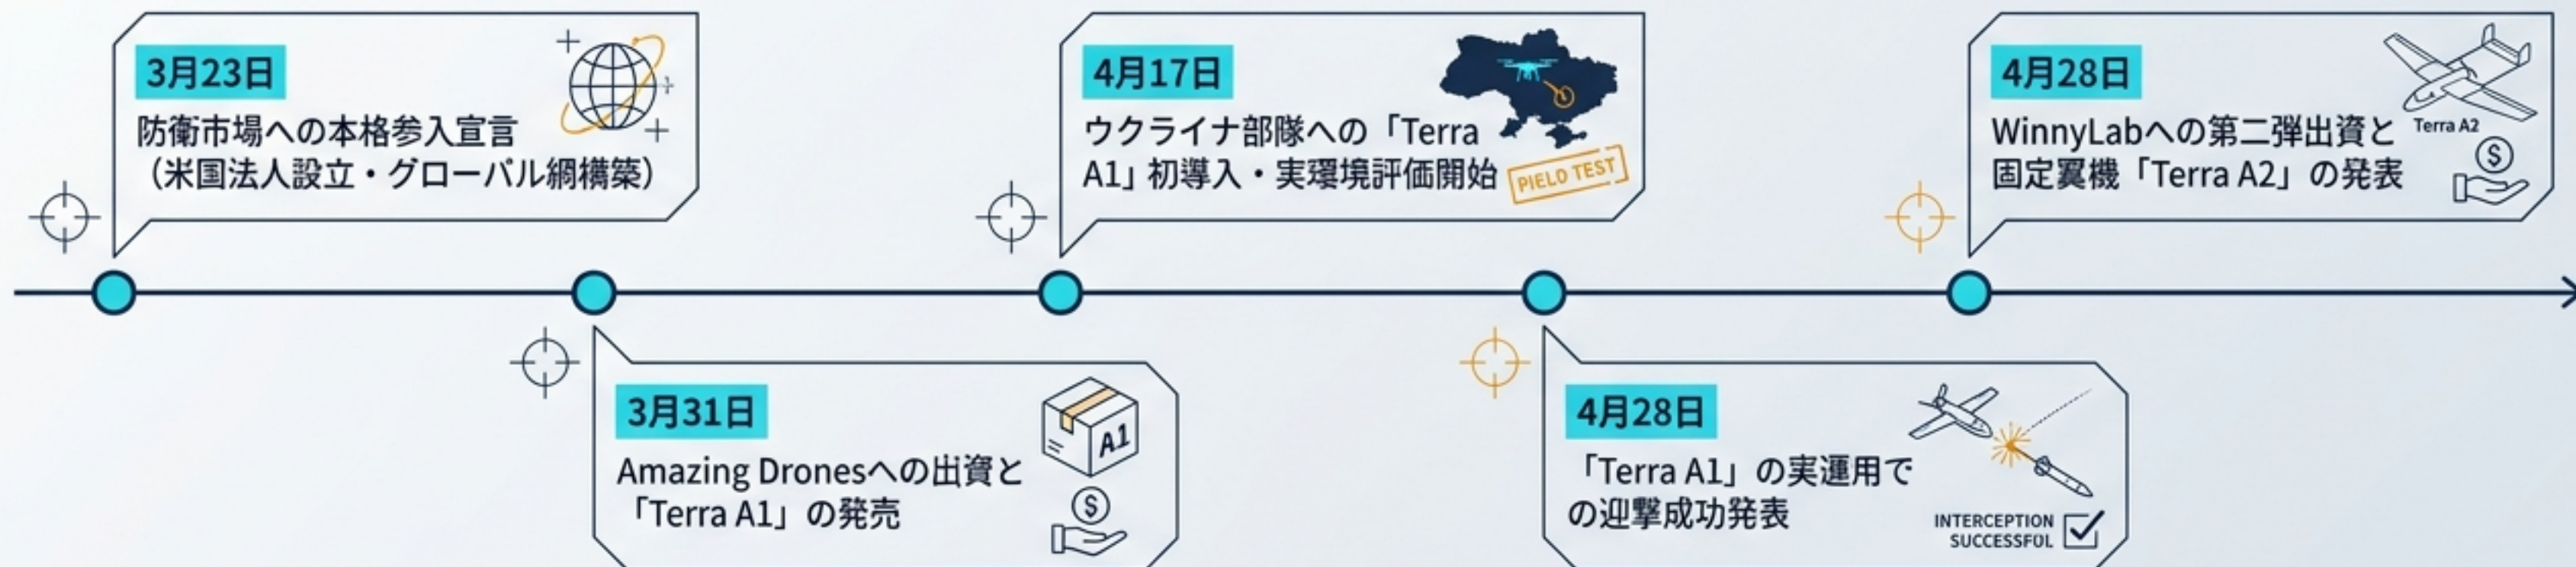 3月23日
防衛市場への本格参入宣言
（米国法人設立・グローバル網構築）
3月31日
Amazing Dronesへの出資と
「Terra A1」の発売
A1
$
4月17日
ウクライナ部隊への「Terra
A1」初導入・実環境評価開始
PIELO TEST
4月28日
「Terra A1」の実運用で
の迎撃成功発表
INTERCEPTION
SUCCESSFUL
4月28日
WinnyLabへの第二弾出資と
固定翼機「Terra A2」の発表
Terra A2
$